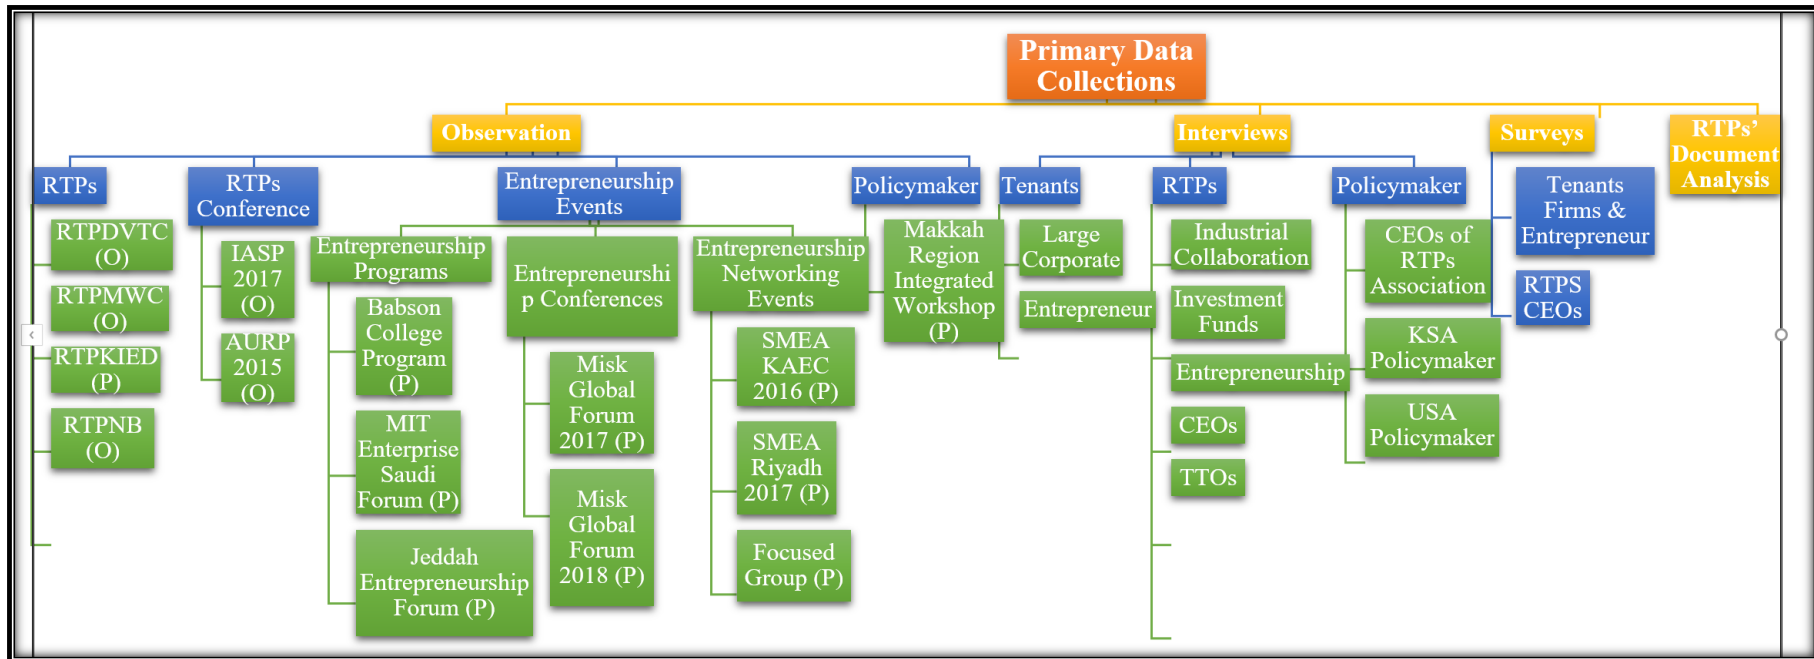 Primary Data
Collections
Observation
Interviews
Surveys
RTPs’
Document
Analysis
RTPs
RTPs
Conference
Entrepreneurship
Events
Policymaker
Tenants
RTPs
Policymaker
Tenants
Firms &
Entrepreneur
RTPS
CEOs
RTPDVTC
(O)
RTPMWC
(O)
RTPKIED
(P)
RTPNB
(O)
IASP
2017
(O)
AURP
2015 (O)
Entrepreneurship
Programs
Babson
College
Program
(P)
MIT
Enterprise
Saudi
Forum (P)
Jeddah
Entrepreneurship
Forum (P)
Entrepreneurshi
p Conferences
Misk
Global
Forum
2017 (P)
Misk
Global
Forum
2018 (P)
Entrepreneurship
Networking
Events
SMEA
KAEC
2016 (P)
SMEA
Riyadh
2017 (P)
Focused
Group (P)
Makkah
Region
Integrated
Workshop
(P)
Large
Corporate
Entrepreneur
Industrial
Collaboration
Investment
Funds
Entrepreneurship
CEOs
TTOs
CEOs of
RTPs
Association
KSA
Policymaker
USA
Policymaker